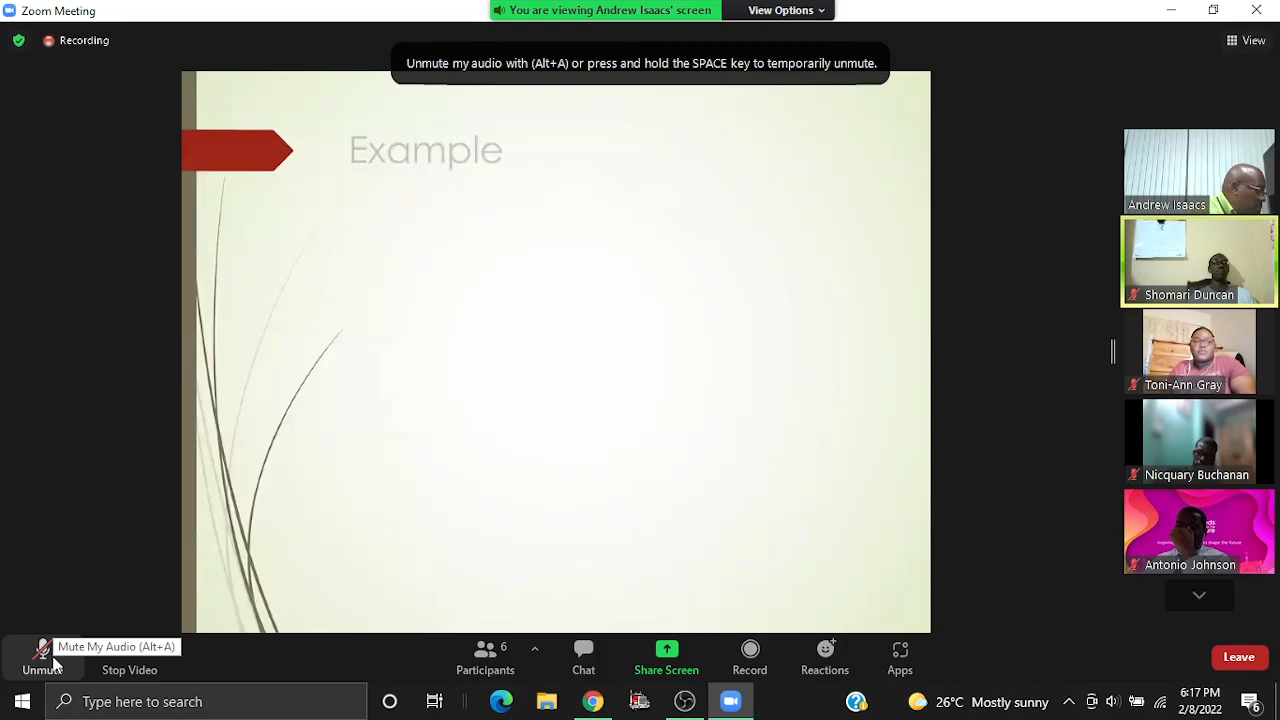 Zoom Meeting
You are viewing Andrew Isaacs' screen
View Options
Recording
View
Unmute my audio with (Alt+A) or press and hold the SPACE key to temporarily unmute.
Example
Andrew Isaacs
Shomari Duncan
Toni-Ann Gray
Nicquary Buchanan
Antonio Johnson
Mute My Audio (Alt+A)
Unmute
Stop Video
Participants
6
Chat
Share Screen
Record
Reactions
Apps
Leave
Type here to search
26°C Mostly sunny
6:17 PM
2/8/2022
6